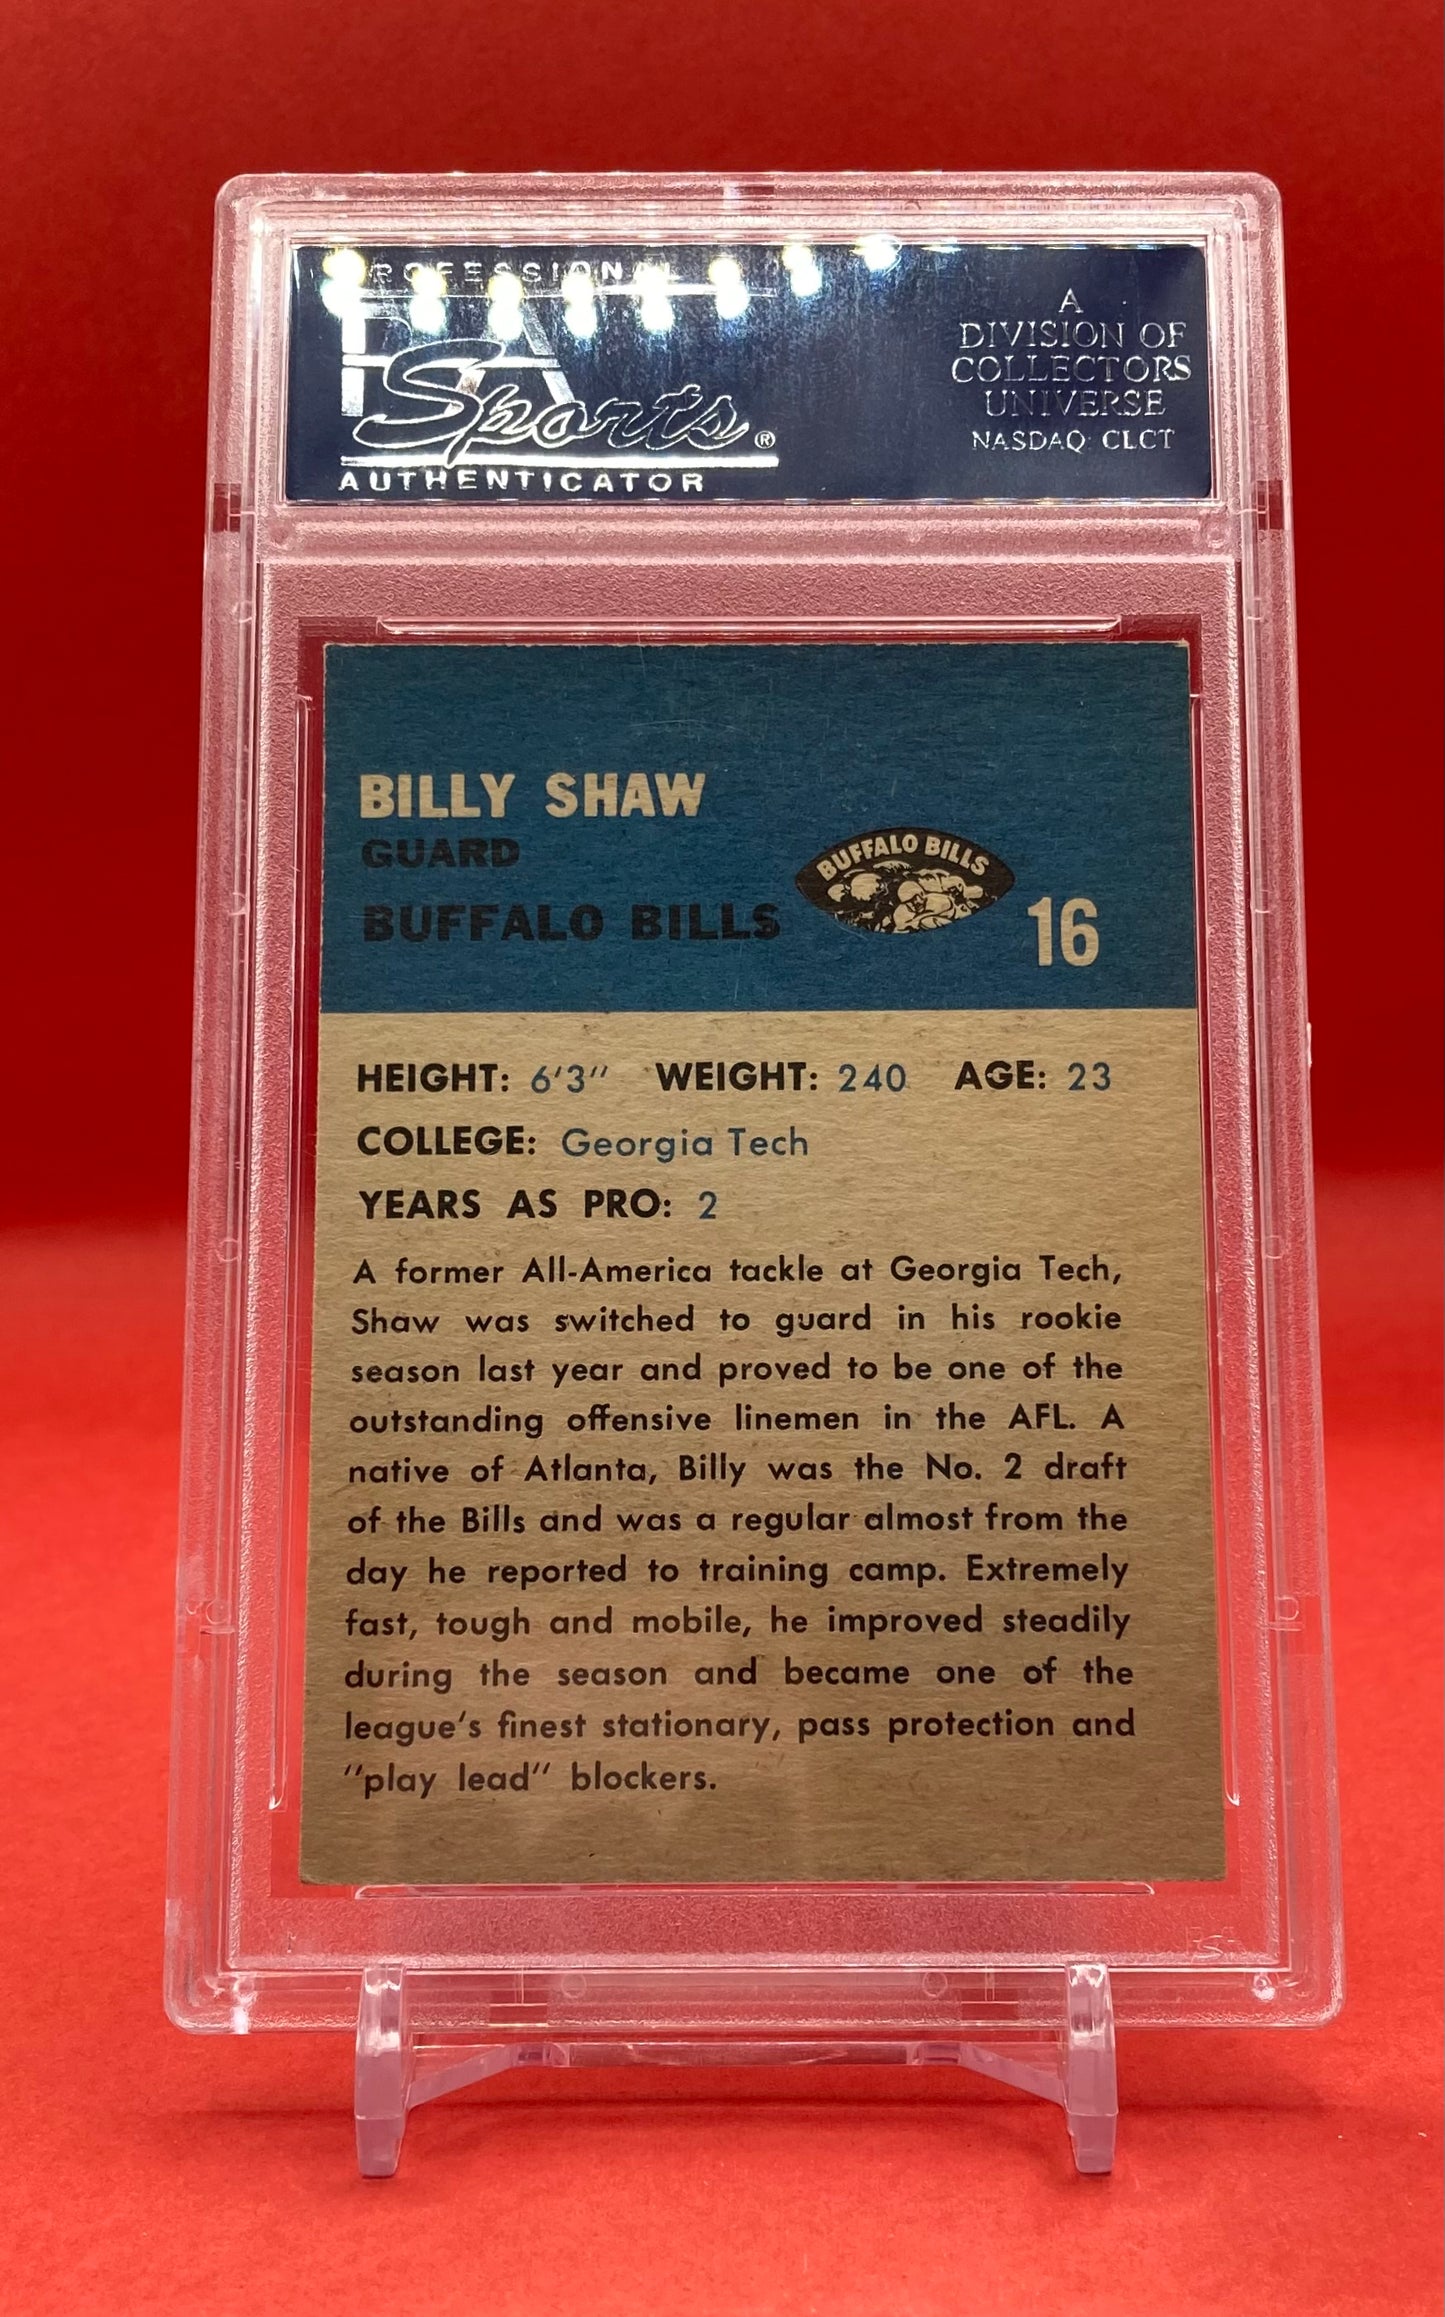 PROFESSIONAL
Sports®
AUTHENTICATOR
A
DIVISION OF
COLLECTORS
UNIVERSE
NASDAQ: CLCT
BILLY SHAW
GUARD
BUFFALO BILLS
BUFFALO BILLS
16
HEIGHT: 6'3" WEIGHT: 240 AGE: 23
COLLEGE: Georgia Tech
YEARS AS PRO: 2
A former All-America tackle at Georgia Tech,
Shaw was switched to guard in his rookie
season last year and proved to be one of the
outstanding offensive linemen in the AFL. A
native of Atlanta, Billy was the No. 2 draft
of the Bills and was a regular almost from the
day he reported to training camp. Extremely
fast, tough and mobile, he improved steadily
during the season and became one of the
league's finest stationary, pass protection and
"play lead" blockers.